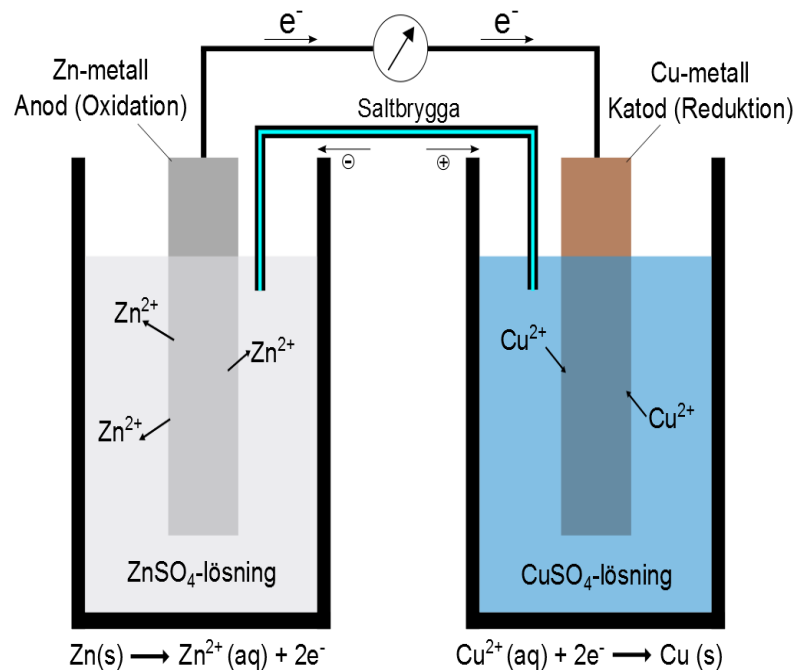 e⁻
e⁻
Zn-metall
Anod (Oxidation)
Saltbrygga
Cu-metall
Katod (Reduktion)
⊖
⊕
Zn²⁺
Zn²⁺
Zn²⁺
Cu²⁺
Cu²⁺
ZnSO₄-lösning
CuSO₄-lösning
Zn(s) ⟶ Zn²⁺ (aq) + 2e⁻
Cu²⁺ (aq) + 2e⁻ ⟶ Cu (s)